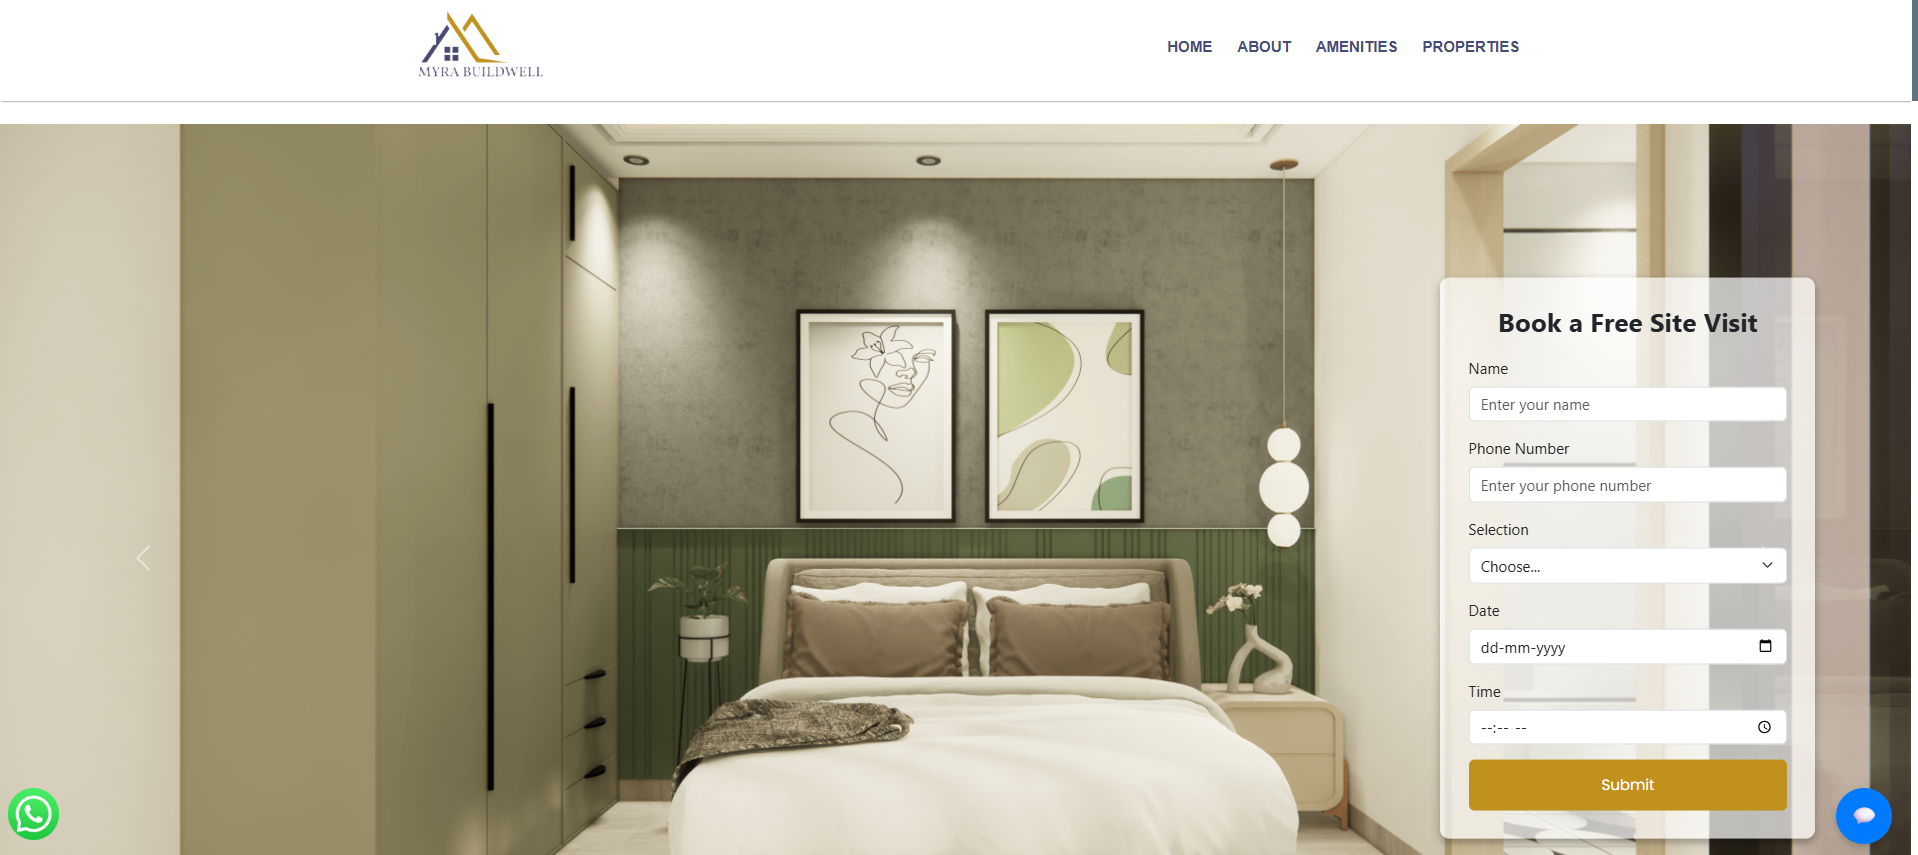 MYRA BUILDWELL
HOME ABOUT AMENITIES PROPERTIES
Book a Free Site Visit
Name
Enter your name
Phone Number
Enter your phone number
Selection
Choose...
Date
dd-mm-yyyy
Time
--:-- --
Submit